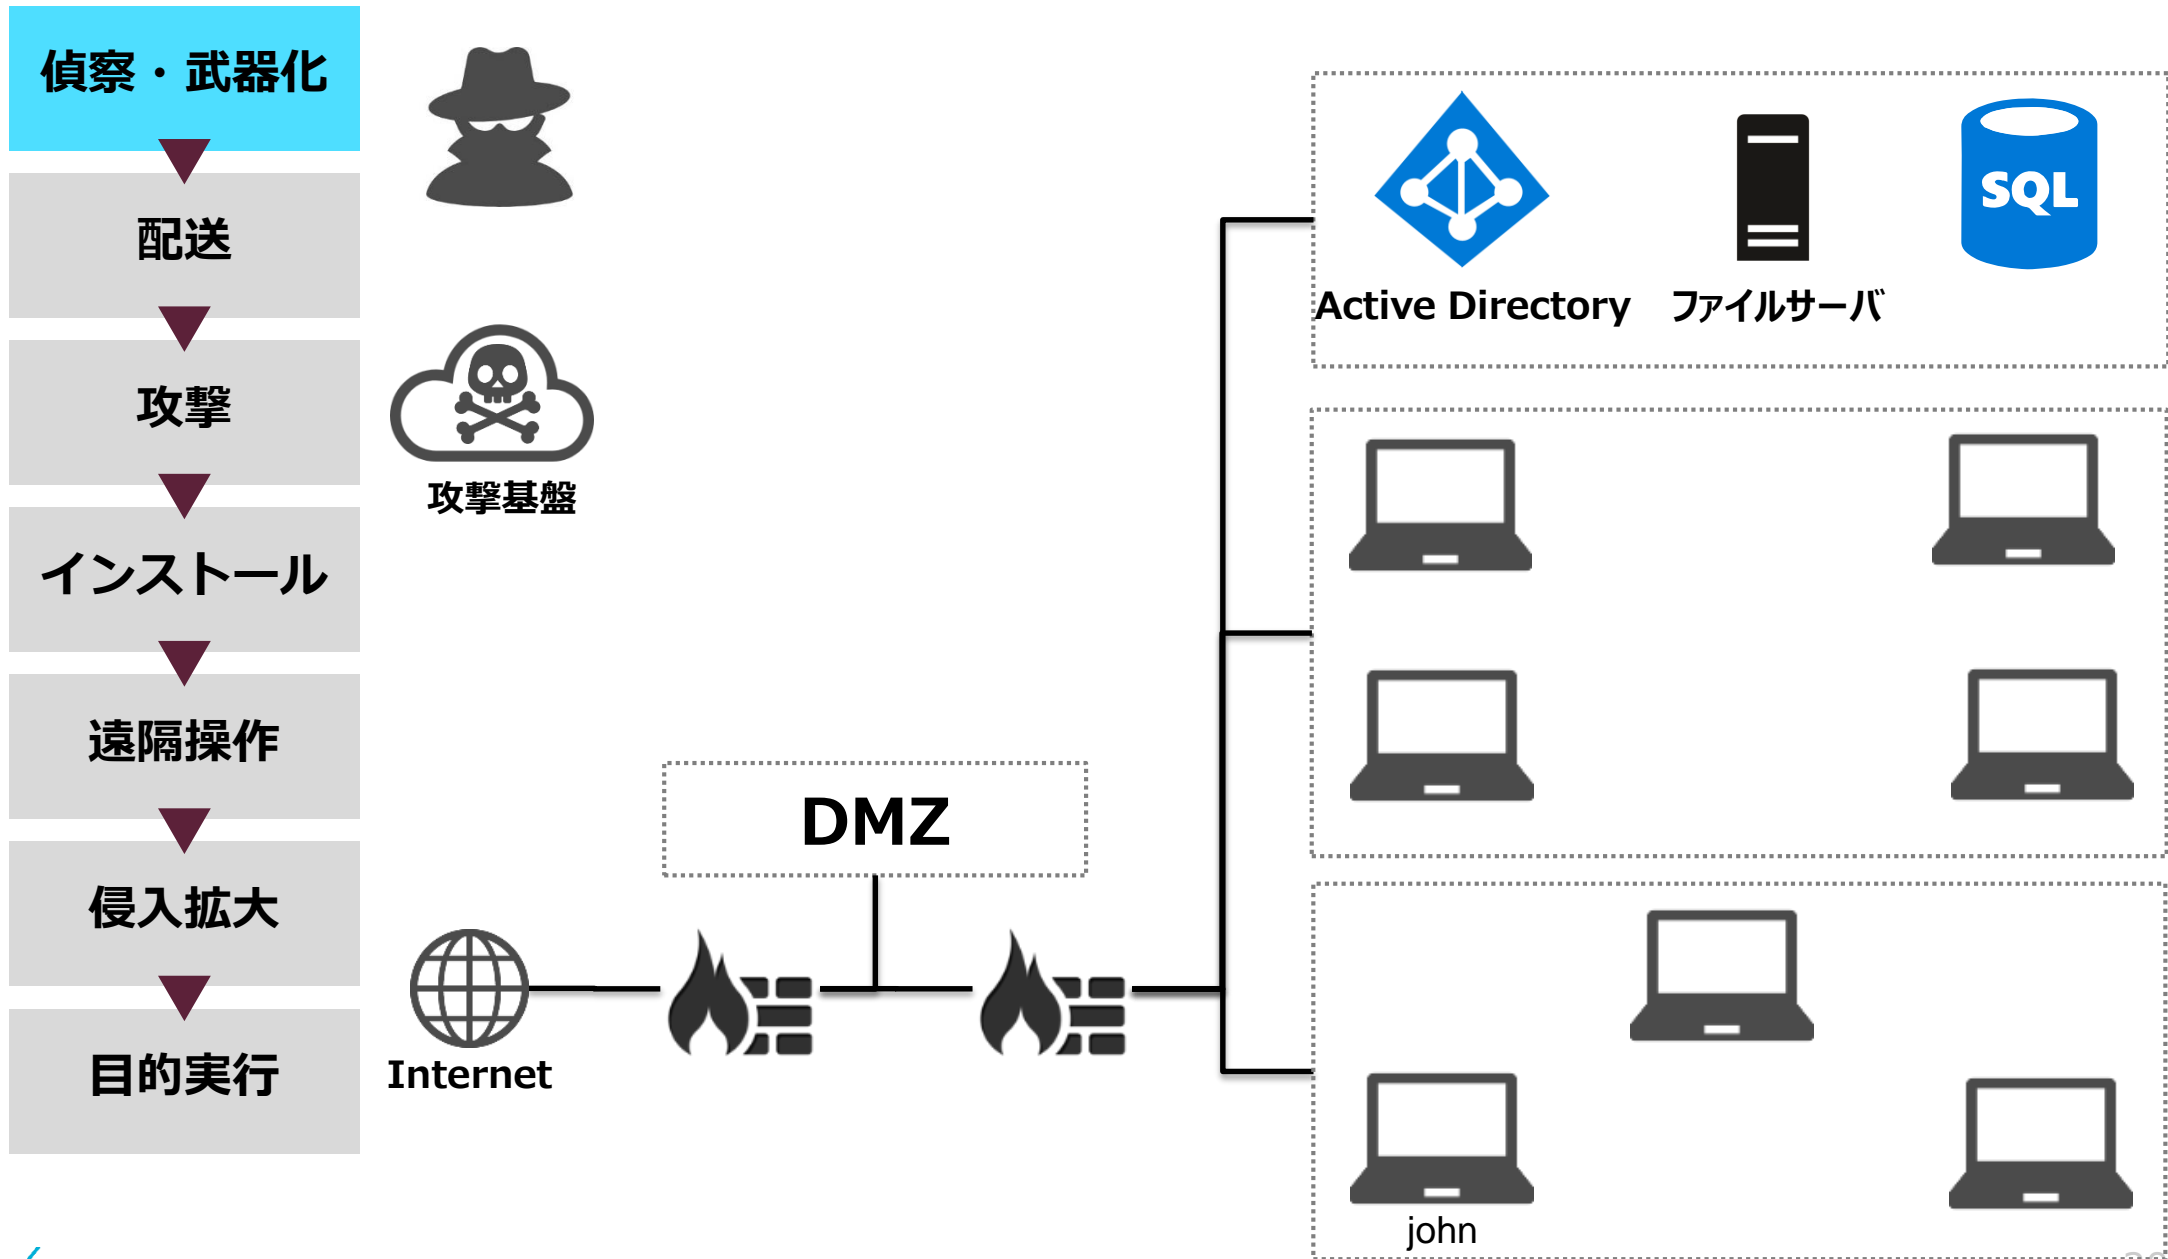 偵察・武器化
配送
攻撃
インストール
遠隔操作
侵入拡大
目的実行
攻撃基盤
Internet
DMZ
Active Directory
ファイルサーバ
SQL
john